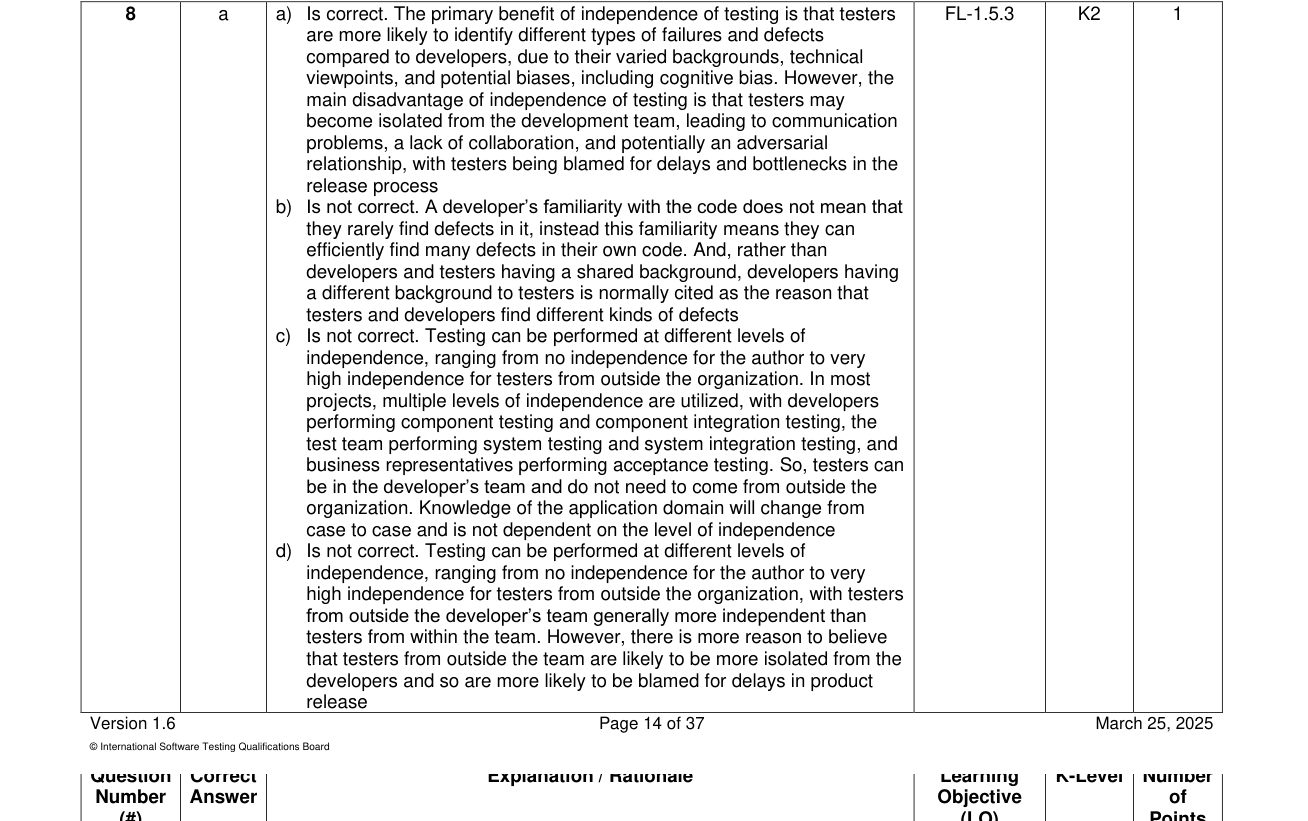 8 a a) Is correct. The primary benefit of independence of testing is that testers FL-1.5.3 K2 1
are more likely to identify different types of failures and defects
compared to developers, due to their varied backgrounds, technical
viewpoints, and potential biases, including cognitive bias. However, the
main disadvantage of independence of testing is that testers may
become isolated from the development team, leading to communication
problems, a lack of collaboration, and potentially an adversarial
relationship, with testers being blamed for delays and bottlenecks in the
release process
b) Is not correct. A developer’s familiarity with the code does not mean that
they rarely find defects in it, instead this familiarity means they can
efficiently find many defects in their own code. And, rather than
developers and testers having a shared background, developers having
a different background to testers is normally cited as the reason that
testers and developers find different kinds of defects
c) Is not correct. Testing can be performed at different levels of
independence, ranging from no independence for the author to very
high independence for testers from outside the organization. In most
projects, multiple levels of independence are utilized, with developers
performing component testing and component integration testing, the
test team performing system testing and system integration testing, and
business representatives performing acceptance testing. So, testers can
be in the developer’s team and do not need to come from outside the
organization. Knowledge of the application domain will change from
case to case and is not dependent on the level of independence
d) Is not correct. Testing can be performed at different levels of
independence, ranging from no independence for the author to very
high independence for testers from outside the organization, with testers
from outside the developer’s team generally more independent than
testers from within the team. However, there is more reason to believe
that testers from outside the team are likely to be more isolated from the
developers and so are more likely to be blamed for delays in product
release
Version 1.6 Page 14 of 37 March 25, 2025
© International Software Testing Qualifications Board
Question Correct Explanation / Rationale Learning K-Level Number
Number Answer Objective of
(#) (LO) Points